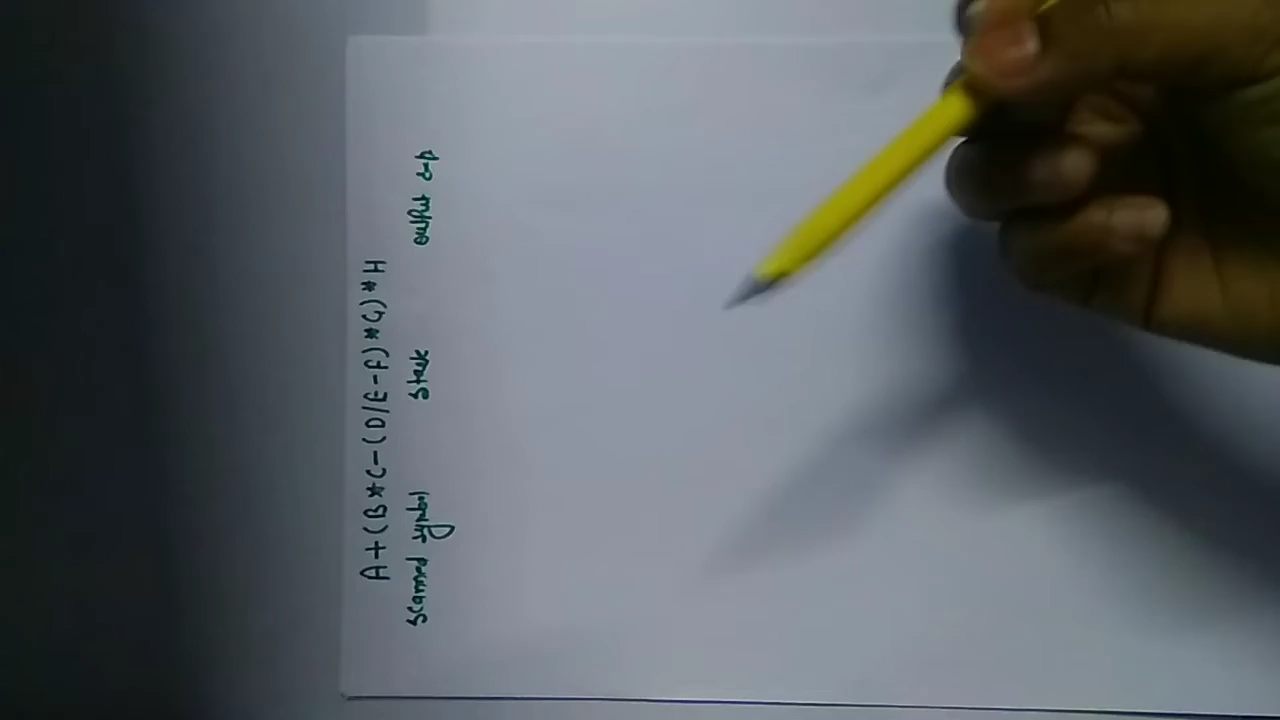 A+(B*C-(D/E-F)*G)*H
Scanned symbol Stack output exp